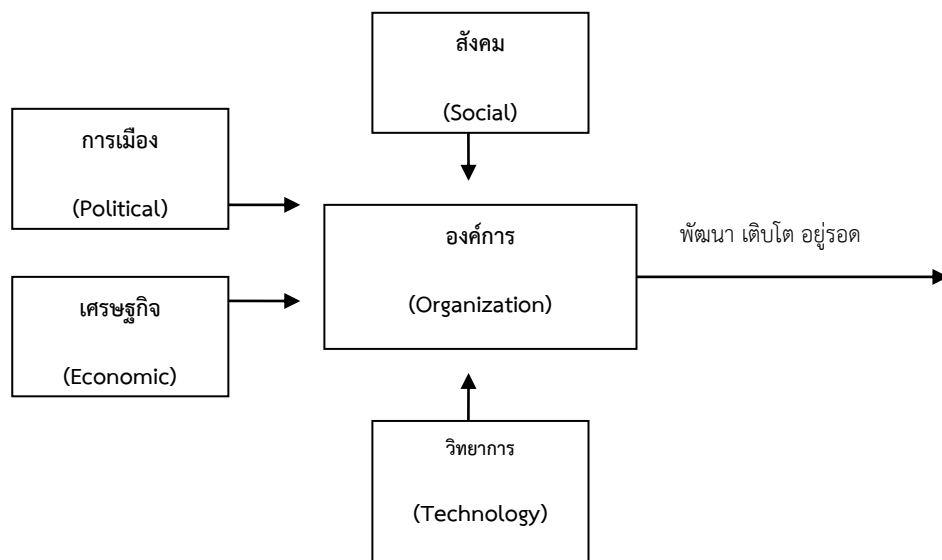 สังคม
(Social)
การเมือง
(Political)
องค์การ
(Organization)
พัฒนา เติบโต อยู่รอด
เศรษฐกิจ
(Economic)
วิทยาการ
(Technology)